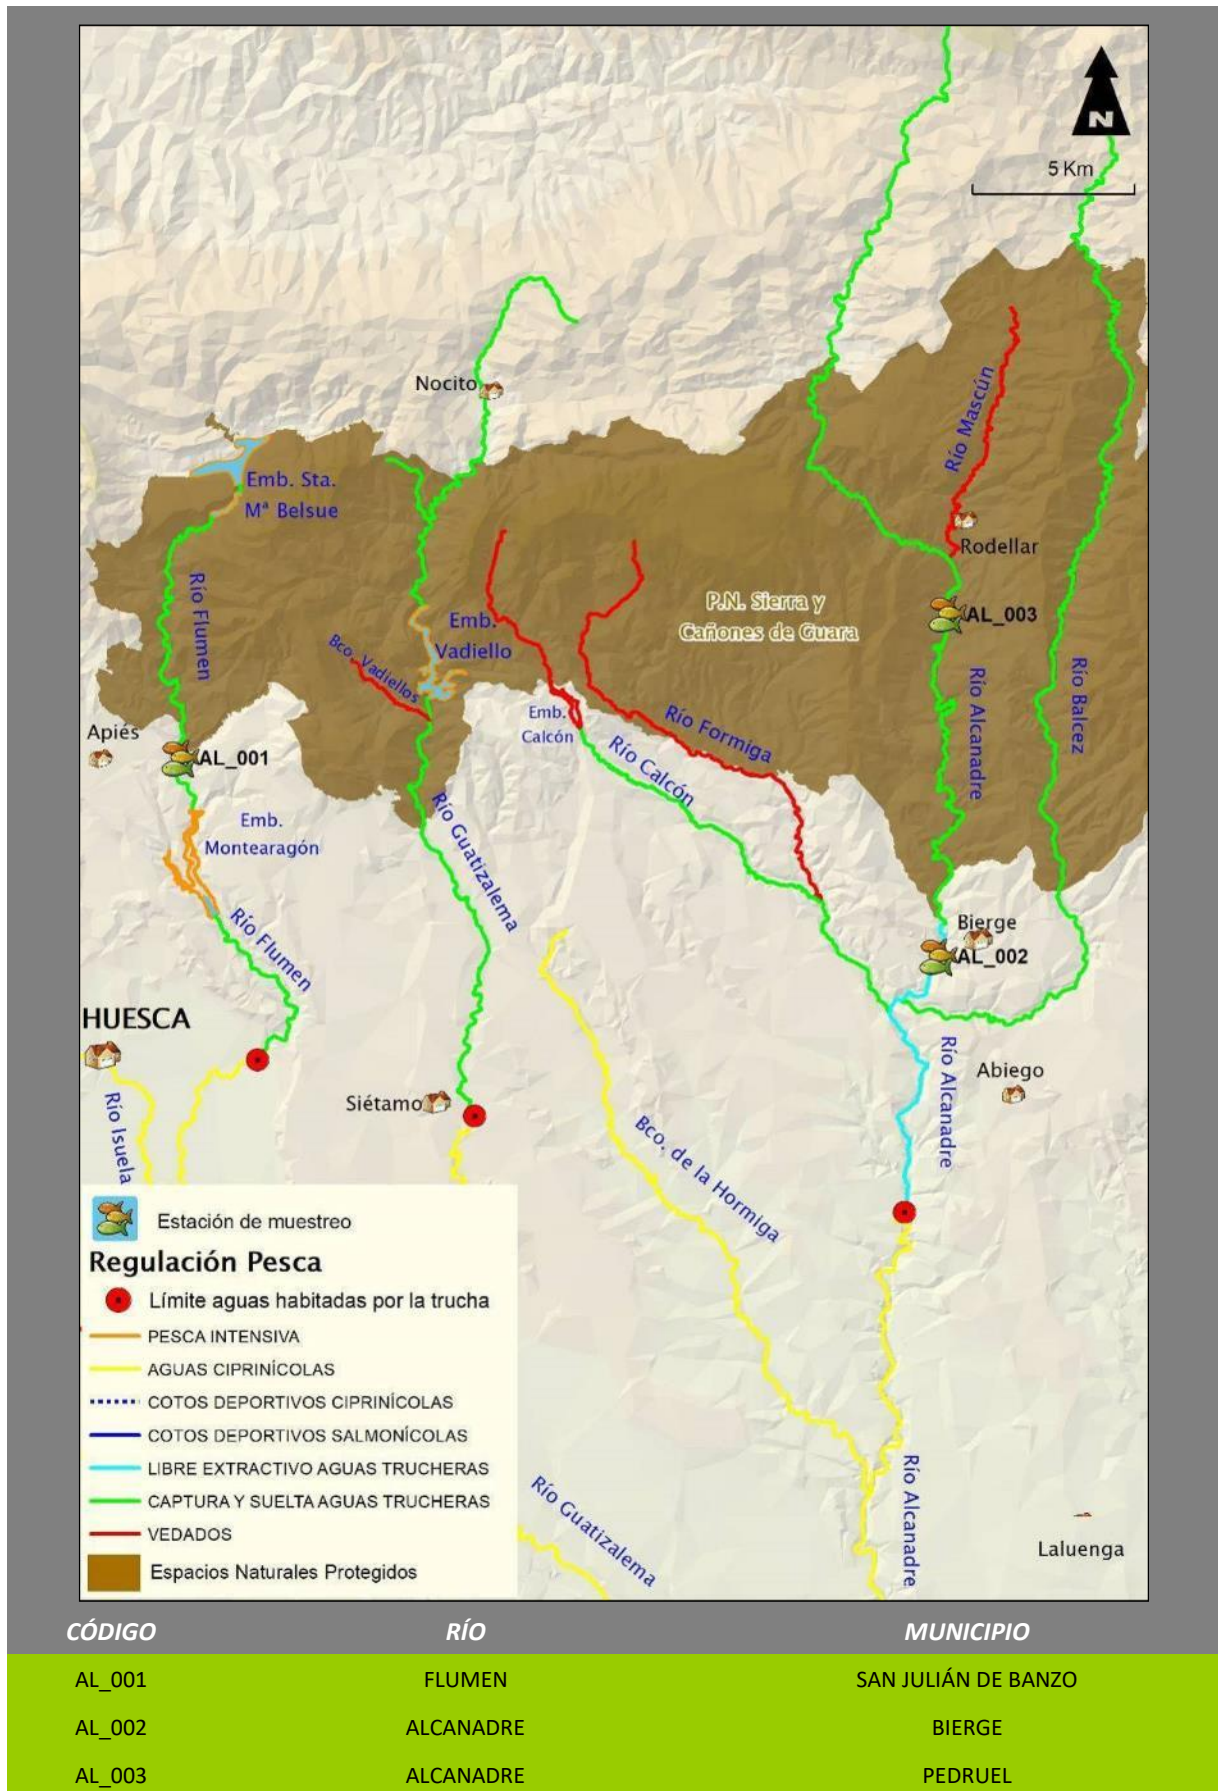 N
5 Km
Nocito
Río Mascún
Emb. Sta.
Mª Belsue
Rodellar
Río Flumen
P.N. Sierra y
Cañones de Guara
AL_003
Emb.
Vadiello
Bco. Vadiellos
Río Alcanadre
Río Balcez
Emb.
Calcón
Río Formiga
Apiés
AL_001
Río Calcón
Río Guatizalema
Emb.
Montearagón
Río Flumen
Bierge
AL_002
HUESCA
Río Isuela
Siétamo
Río Alcanadre
Abiego
Bco. de la Hormiga
Estación de muestreo
Regulación Pesca
Límite aguas habitadas por la trucha
PESCA INTENSIVA
AGUAS CIPRINÍCOLAS
COTOS DEPORTIVOS CIPRINÍCOLAS
COTOS DEPORTIVOS SALMONÍCOLAS
LIBRE EXTRACTIVO AGUAS TRUCHERAS
CAPTURA Y SUELTA AGUAS TRUCHERAS
VEDADOS
Espacios Naturales Protegidos
Río Guatizalema
Río Alcanadre
Laluenga
CÓDIGO RÍO MUNICIPIO
AL_001 FLUMEN SAN JULIÁN DE BANZO
AL_002 ALCANADRE BIERGE
AL_003 ALCANADRE PEDRUEL